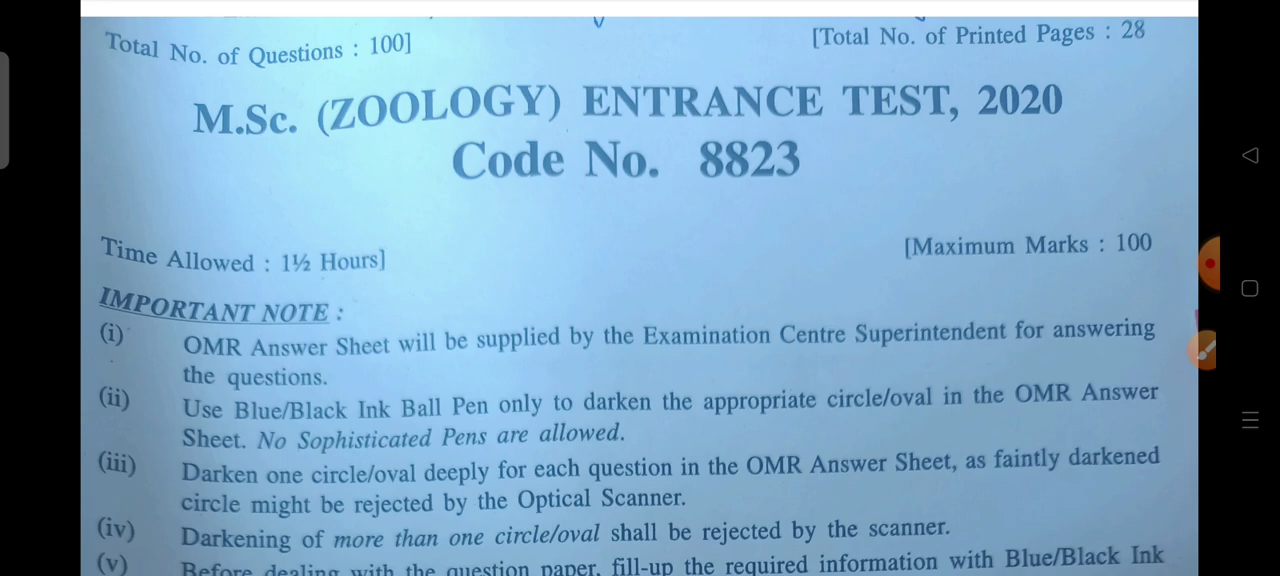 Total No. of Questions : 100]
[Total No. of Printed Pages : 28
M.Sc. (ZOOLOGY) ENTRANCE TEST, 2020
Code No. 8823
Time Allowed : 1½ Hours]
[Maximum Marks : 100
IMPORTANT NOTE :
(i) OMR Answer Sheet will be supplied by the Examination Centre Superintendent for answering
the questions.
(ii) Use Blue/Black Ink Ball Pen only to darken the appropriate circle/oval in the OMR Answer
Sheet. No Sophisticated Pens are allowed.
(iii) Darken one circle/oval deeply for each question in the OMR Answer Sheet, as faintly darkened
circle might be rejected by the Optical Scanner.
(iv) Darkening of more than one circle/oval shall be rejected by the scanner.
(v) Before dealing with the question paper, fill-up the required information with Blue/Black Ink